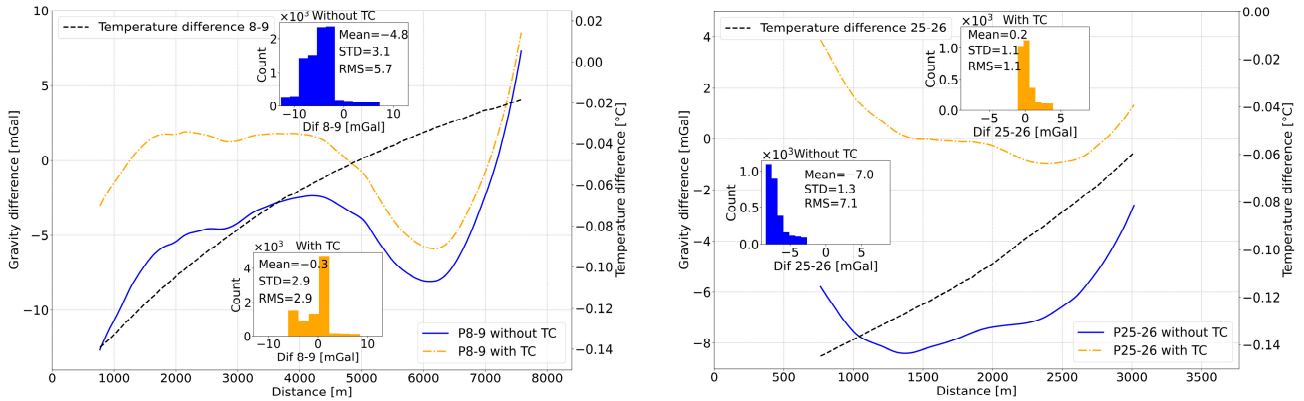 Temperature difference 8-9
×10³ Without TC
Mean=−4.8
STD=3.1
RMS=5.7
Count
2
1
0
−10
0
10
Dif 8-9 [mGal]
×10³ With TC
Mean=−0.3
STD=2.9
RMS=2.9
Count
4
2
0
−10
0
10
Dif 8-9 [mGal]
P8-9 without TC
P8-9 with TC
Gravity difference [mGal]
10
5
0
−5
−10
Temperature difference [°C]
0.02
0.00
−0.02
−0.04
−0.06
−0.08
−0.10
−0.12
−0.14
0
1000
2000
3000
4000
5000
6000
7000
8000
Distance [m]
Temperature difference 25-26
×10³ With TC
Mean=0.2
STD=1.1
RMS=1.1
Count
1.0
0.5
0.0
−5
0
5
Dif 25-26 [mGal]
×10³Without TC
Mean=−7.0
STD=1.3
RMS=7.1
Count
1.0
0.5
0.0
−5
0
5
Dif 25-26 [mGal]
P25-26 without TC
P25-26 with TC
Gravity difference [mGal]
4
2
0
−2
−4
−6
−8
Temperature difference [°C]
0.00
−0.02
−0.04
−0.06
−0.08
−0.10
−0.12
−0.14
0
500
1000
1500
2000
2500
3000
3500
Distance [m]